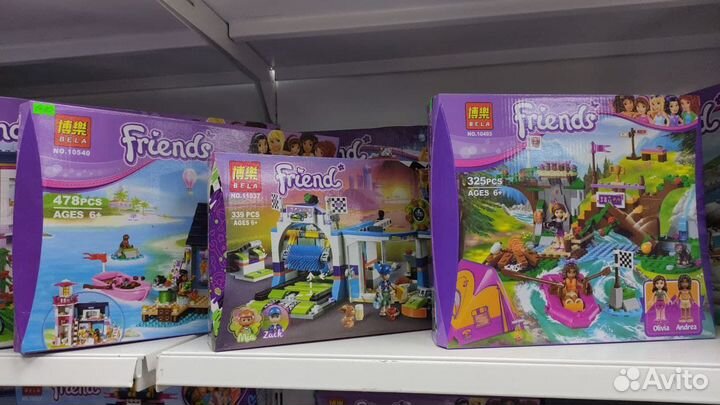 博樂
BELA
NO.10540
Friends
478PCS
AGES 6+
博樂
BELA
NO.11037
Friend
339 PCS
AGES 6+
Mia
Zack
博樂
BELA
NO.10493
Friends
325PCS
AGES 6+
Olivia
Andrea
Avito